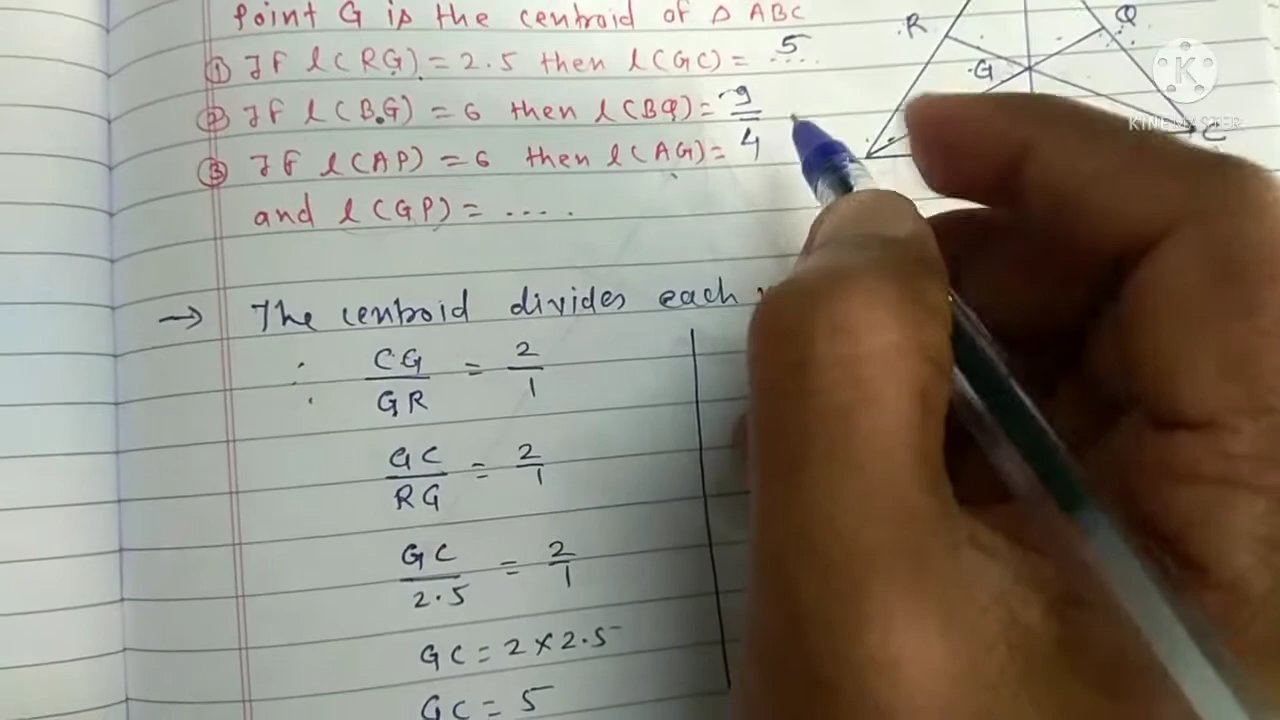 Point G is the centroid of Δ ABC
① If l(RG) = 2.5 then l(GC) = 5
② If l(BG) = 6 then l(BQ) = 9
③ If l(AP) = 6 then l(AG) = 4
and l(GP) = ....
→ The centroid divides each
∴ CG/GR = 2/1
GC/RG = 2/1
GC/2.5 = 2/1
GC = 2×2.5
GC = 5
R
Q
G
C
K
KINEMASTER